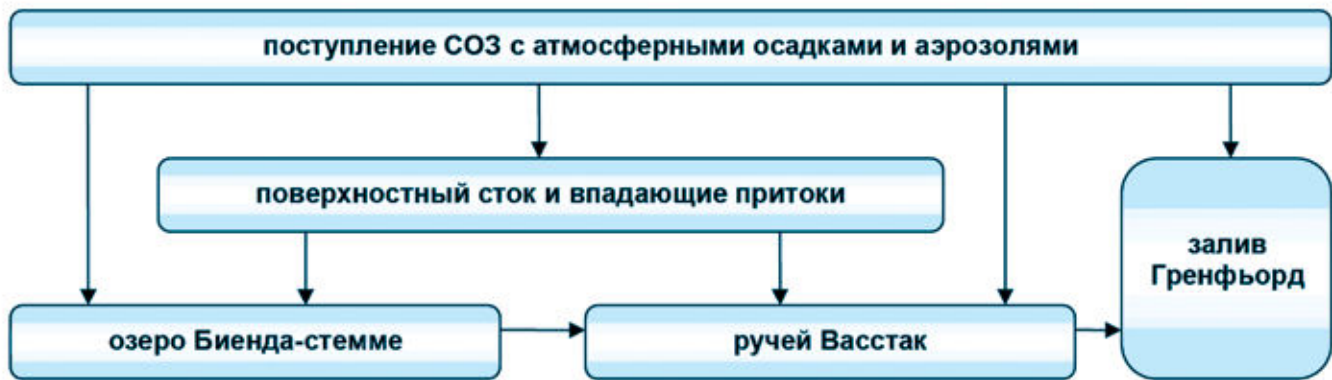 поступление СОЗ с атмосферными осадками и аэрозолями
поверхностный сток и впадающие притоки
залив
Гренфьорд
озеро Биенда-стемме
ручей Васстак